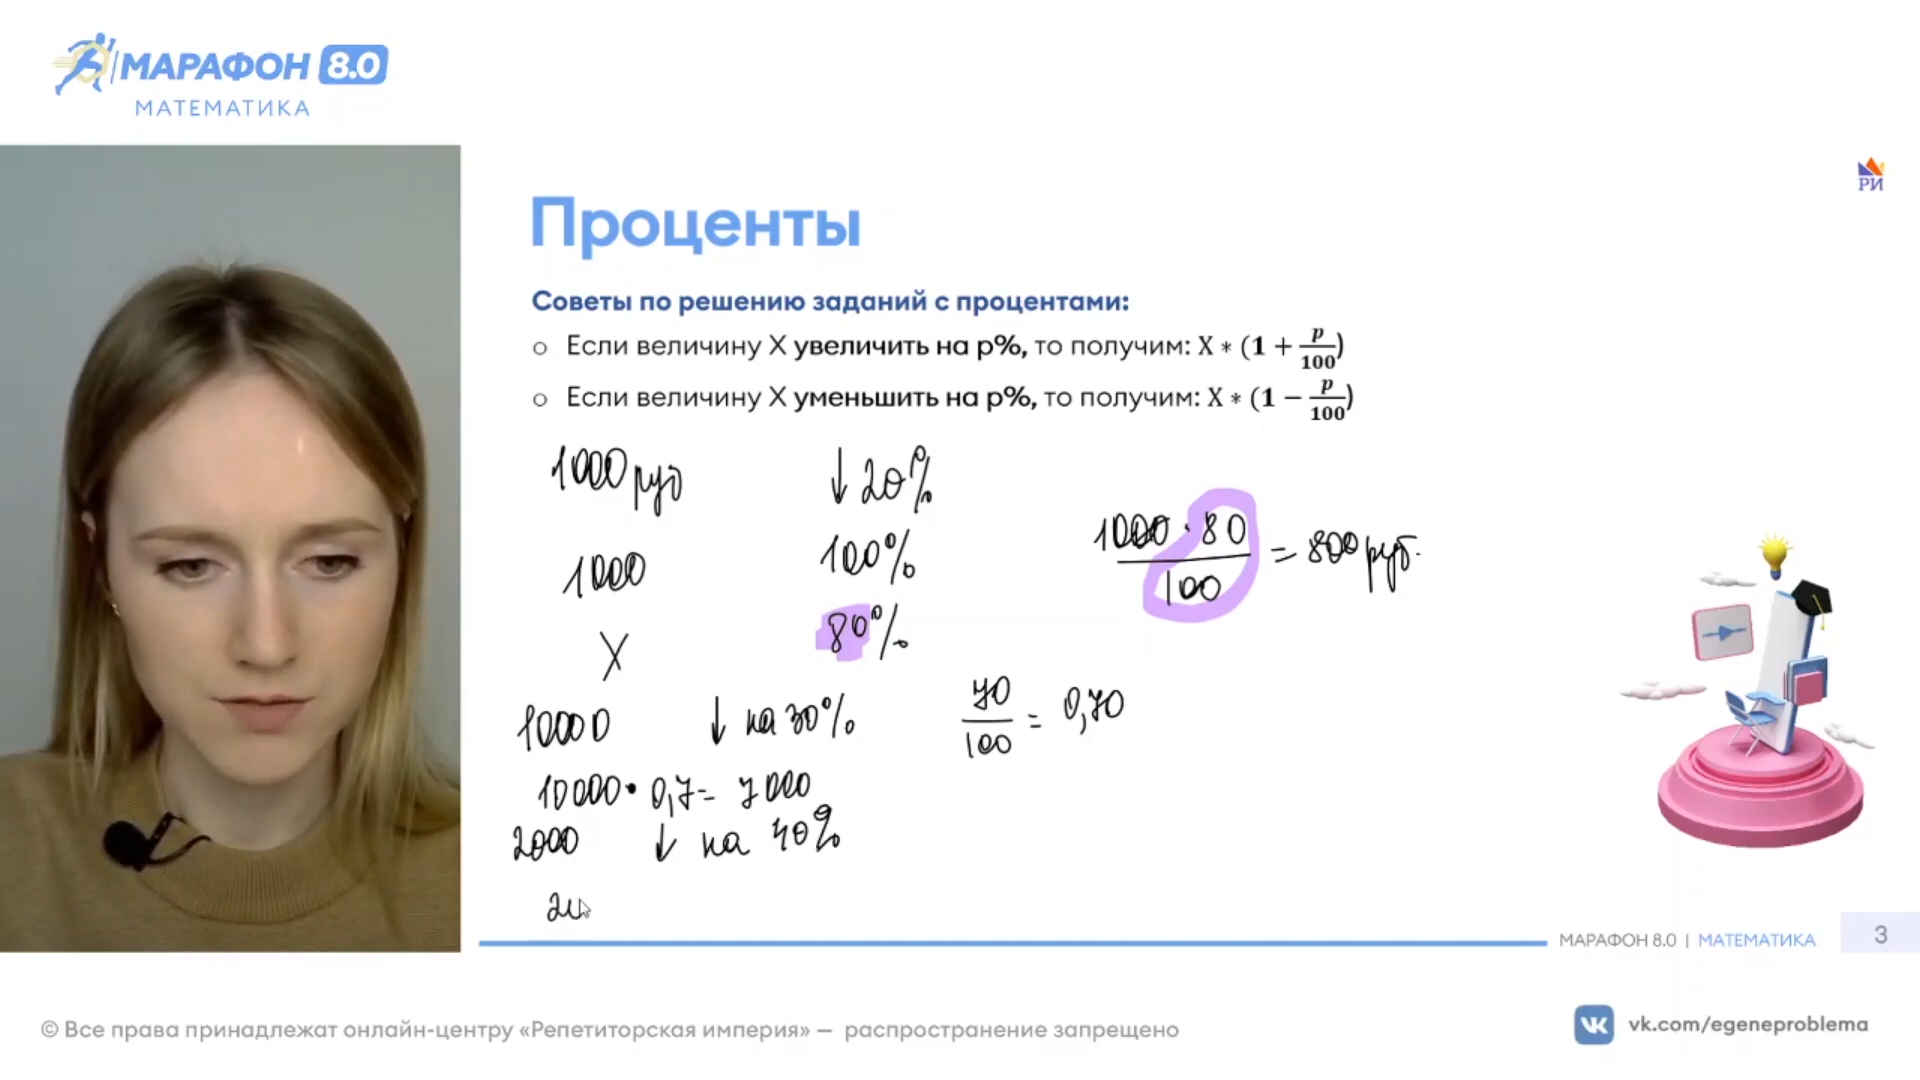 МАРАФОН 8.0
МАТЕМАТИКА
РИ
Проценты
Советы по решению заданий с процентами:
Если величину X увеличить на p%, то получим: X * (1 + p/100)
Если величину X уменьшить на p%, то получим: X * (1 − p/100)
1000 руб ↓ 20%
1000 100% 1000 · 80 / 100 = 800 руб.
X 80%
10000 ↓ на 30% 70/100 = 0,70
10000 · 0,7 = 7000
2000 ↓ на 40%
МАРАФОН 8.0 | МАТЕМАТИКА 3
© Все права принадлежат онлайн-центру «Репетиторская империя» — распространение запрещено
vk.com/egeneproblema